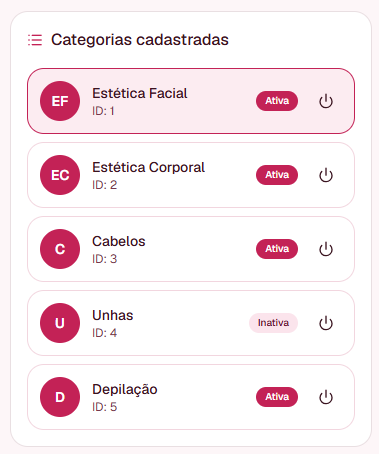 Categorias cadastradas
EF
Estética Facial
ID: 1
Ativa
EC
Estética Corporal
ID: 2
Ativa
C
Cabelos
ID: 3
Ativa
U
Unhas
ID: 4
Inativa
D
Depilação
ID: 5
Ativa